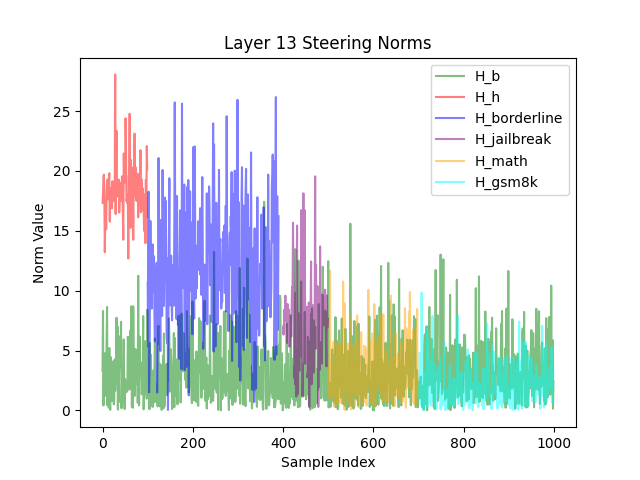 Layer 13 Steering Norms
Norm Value
25
20
15
10
5
0
H_b
H_h
H_borderline
H_jailbreak
H_math
H_gsm8k
0 200 400 600 800 1000
Sample Index